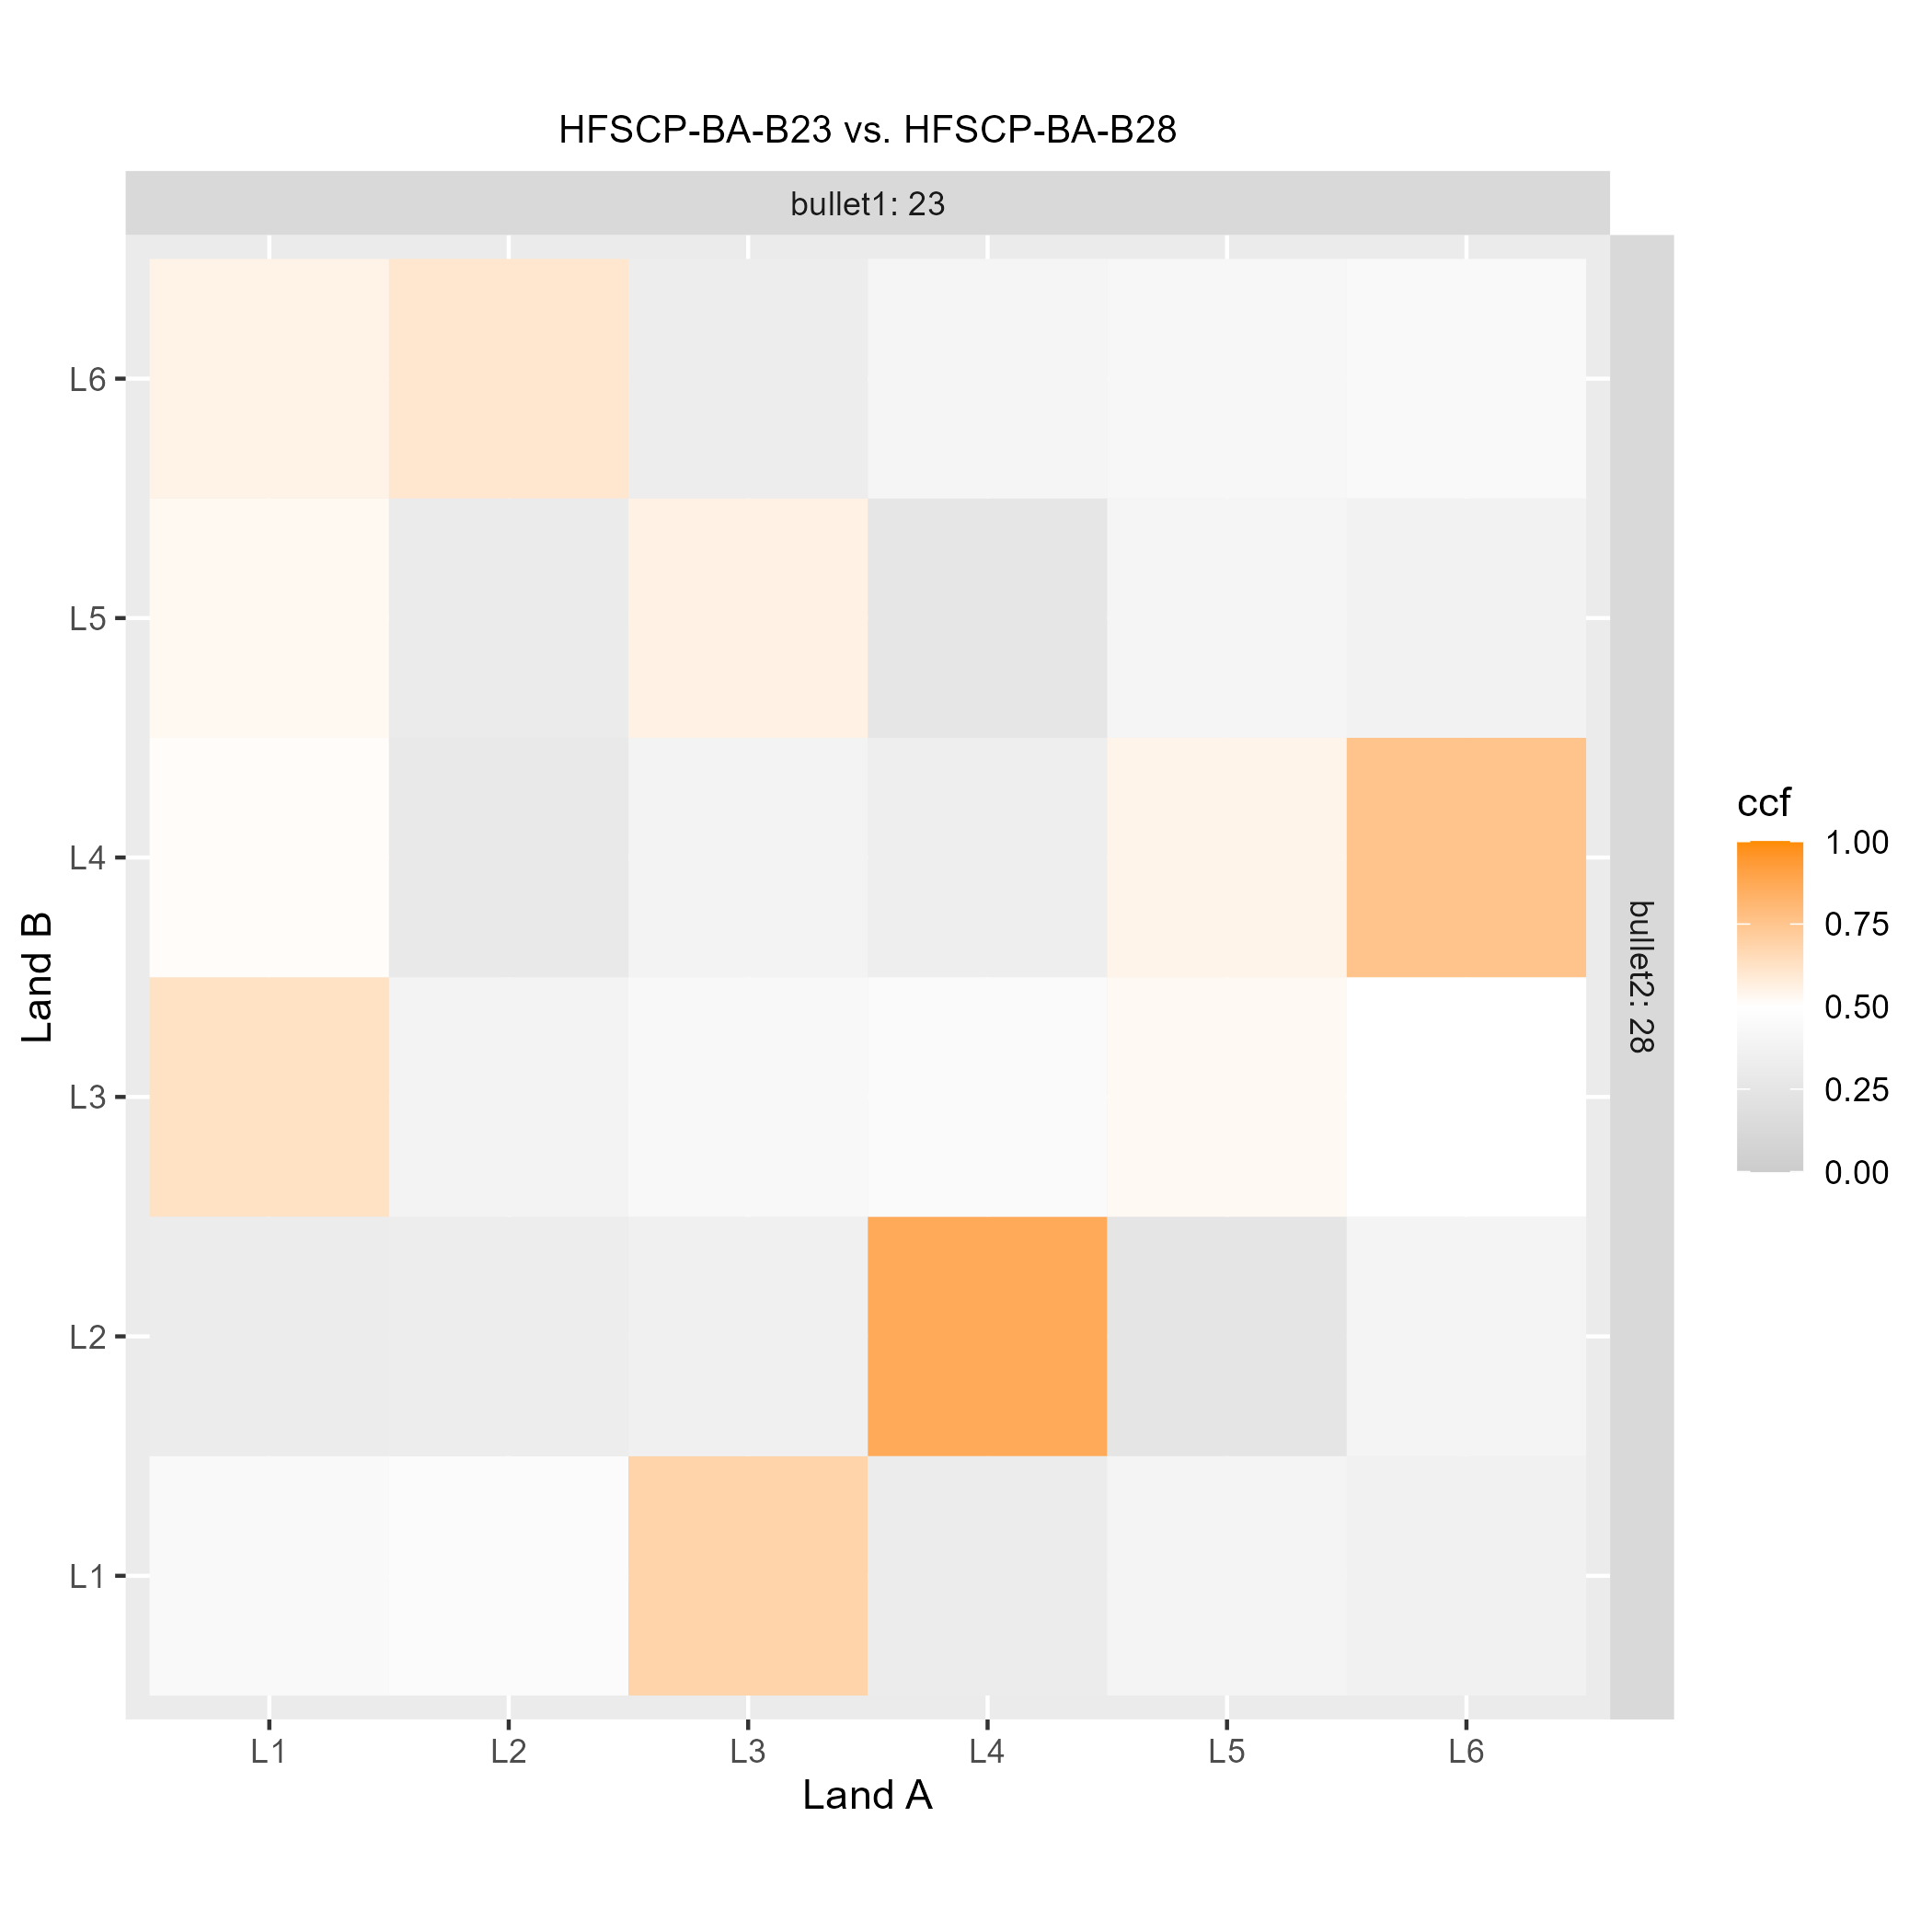 HFSCP-BA-B23 vs. HFSCP-BA-B28
bullet1: 23
L6
L5
L4
L3
L2
L1
Land B
bullet2: 28
ccf
1.00
0.75
0.50
0.25
0.00
L1 L2 L3 L4 L5 L6
Land A